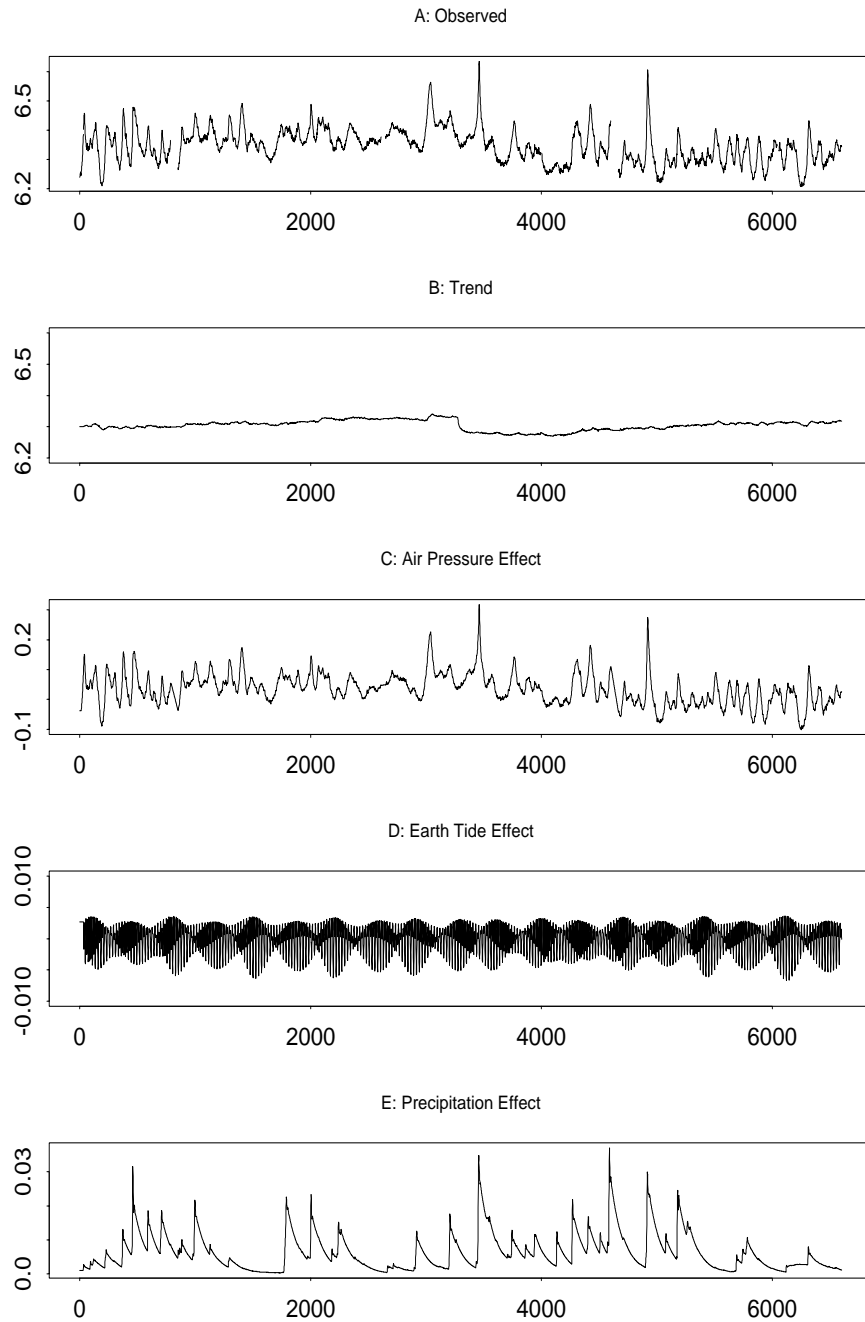 A: Observed
6.5
6.2
0 2000 4000 6000
B: Trend
6.5
6.2
0 2000 4000 6000
C: Air Pressure Effect
0.2
-0.1
0 2000 4000 6000
D: Earth Tide Effect
0.010
-0.010
0 2000 4000 6000
E: Precipitation Effect
0.03
0.0
0 2000 4000 6000